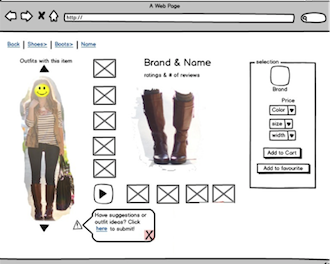 A Web Page
http://
Back Shoes> Boots> Name
Outfits with this item
Brand & Name
ratings & # of reviews
selection
Brand
Price
Color
size
width
Add to Cart
Add to favourite
Have suggestions or
outfit ideas? Click
here to submit!
X